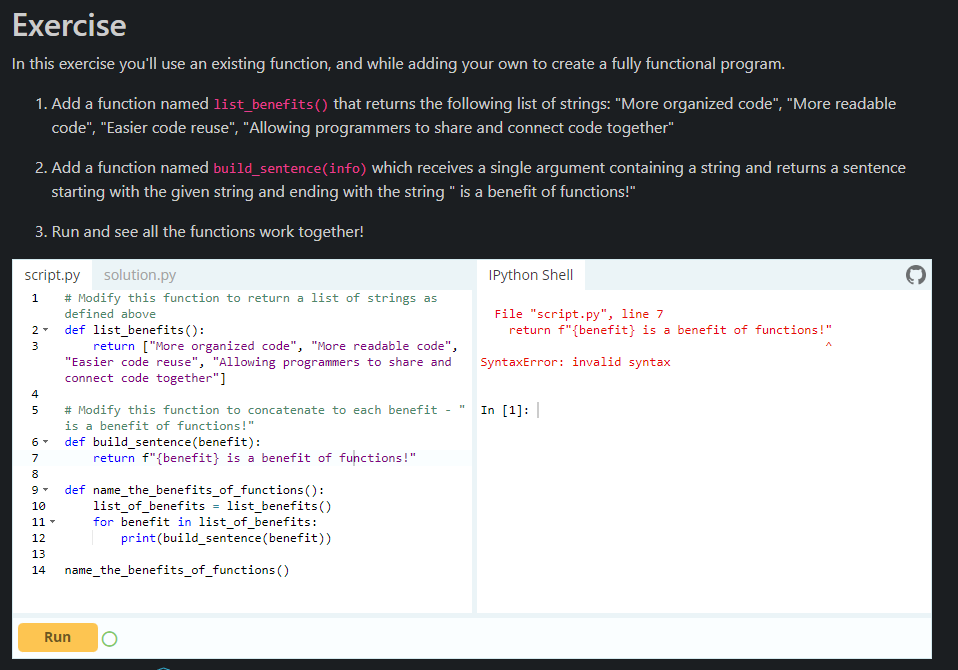 Exercise
In this exercise you'll use an existing function, and while adding your own to create a fully functional program.
1. Add a function named list_benefits() that returns the following list of strings: "More organized code", "More readable
code", "Easier code reuse", "Allowing programmers to share and connect code together"
2. Add a function named build_sentence(info) which receives a single argument containing a string and returns a sentence
starting with the given string and ending with the string " is a benefit of functions!"
3. Run and see all the functions work together!
script.py solution.py
1 # Modify this function to return a list of strings as
defined above
2 def list_benefits():
3     return ["More organized code", "More readable code",
"Easier code reuse", "Allowing programmers to share and
connect code together"]
4
5 # Modify this function to concatenate to each benefit - "
is a benefit of functions!"
6 def build_sentence(benefit):
7     return f"{benefit} is a benefit of functions!"
8
9 def name_the_benefits_of_functions():
10     list_of_benefits = list_benefits()
11     for benefit in list_of_benefits:
12         print(build_sentence(benefit))
13
14 name_the_benefits_of_functions()
Run
IPython Shell
File "script.py", line 7
return f"{benefit} is a benefit of functions!"
^
SyntaxError: invalid syntax
In [1]: